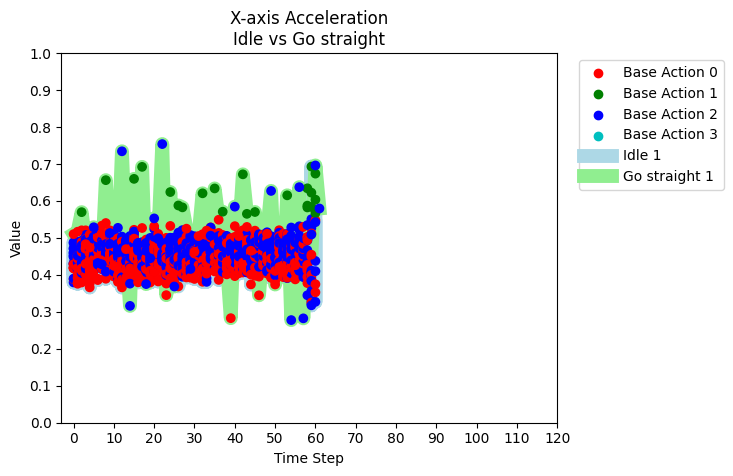 X-axis Acceleration
Idle vs Go straight
1.0
0.9
0.8
0.7
0.6
0.5
0.4
0.3
0.2
0.1
0.0
Value
0 10 20 30 40 50 60 70 80 90 100 110 120
Time Step
Base Action 0
Base Action 1
Base Action 2
Base Action 3
Idle 1
Go straight 1